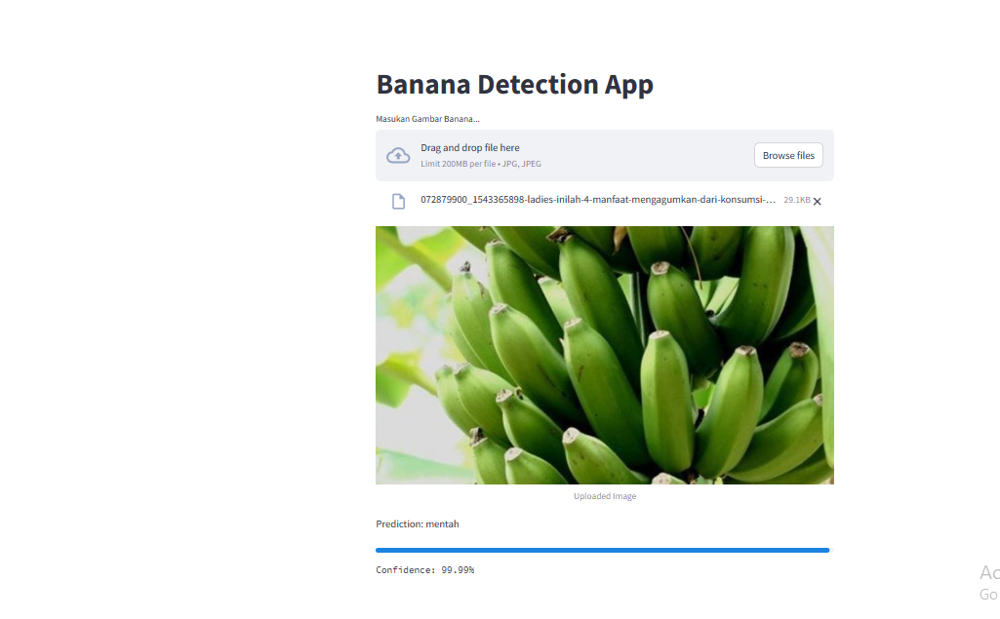 Banana Detection App
Masukan Gambar Banana...
Drag and drop file here
Limit 200MB per file • JPG, JPEG
Browse files
072879900_1543365898-ladies-inilah-4-manfaat-mengagumkan-dari-konsumsi-... 29.1KB
Uploaded Image
Prediction: mentah
Confidence: 99.99%
Go